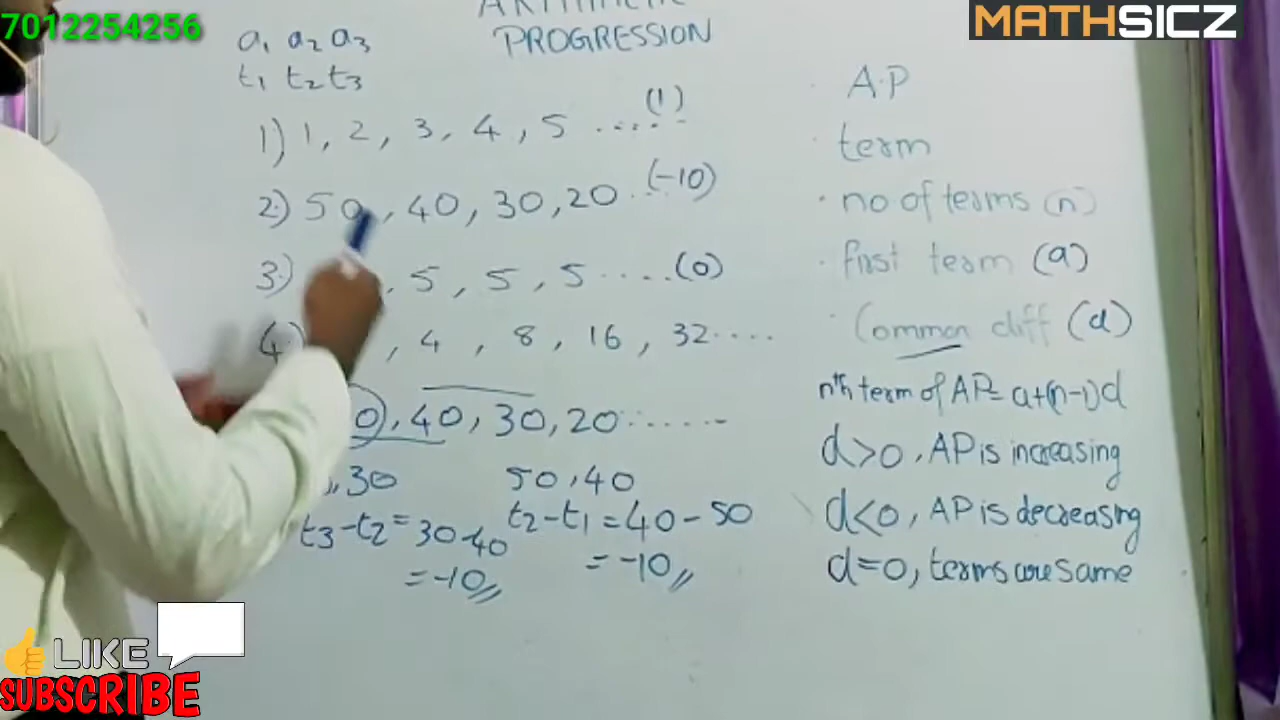 7012254256
MATHSICZ
PROGRESSION
a1 a2 a3
t1 t2 t3
1) 1, 2, 3, 4, 5 ...... (1)
2) 50, 40, 30, 20 ... (-10)
3) , 5, 5, 5 .... (0)
4) , 4, 8, 16, 32....
0, 40, 30, 20 ......
, 30
t3-t2 = 30-40
= -10//
50, 40
t2-t1 = 40-50
= -10//
. A.P
. term
. no of terms (n)
. first term (a)
. Common diff (d)
nth term of AP= a+(n-1)d
d>0, AP is increasing
d<0, AP is decreasing
d=0, terms are same
LIKE
SUBSCRIBE